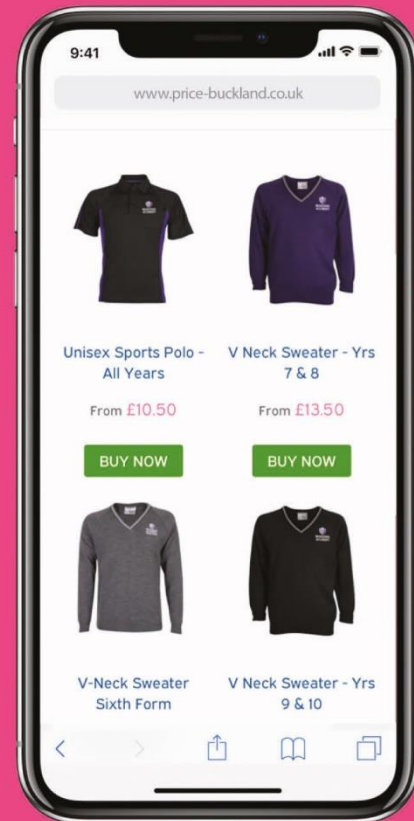 9:41
www.price-buckland.co.uk
Unisex Sports Polo -
All Years
From £10.50
BUY NOW
V Neck Sweater - Yrs
7 & 8
From £13.50
BUY NOW
V-Neck Sweater
Sixth Form
V Neck Sweater - Yrs
9 & 10